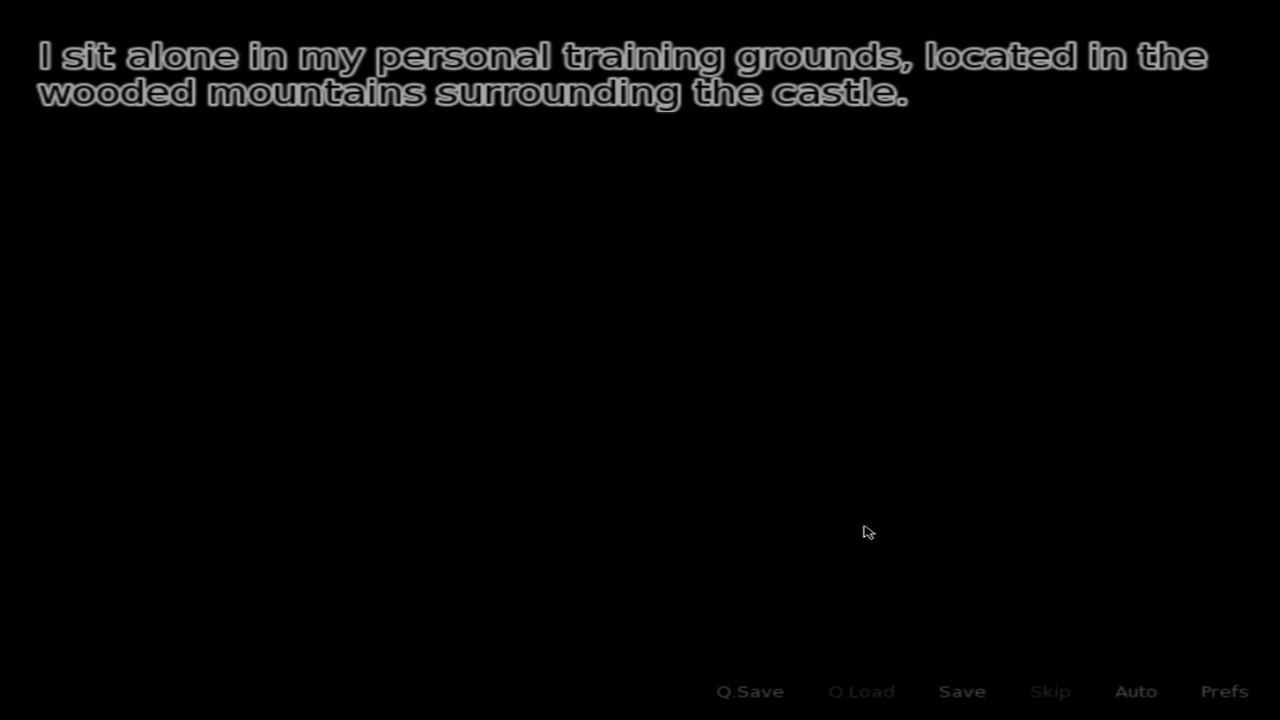 I sit alone in my personal training grounds, located in the
wooded mountains surrounding the castle.
Q.Save Q.Load Save Skip Auto Prefs